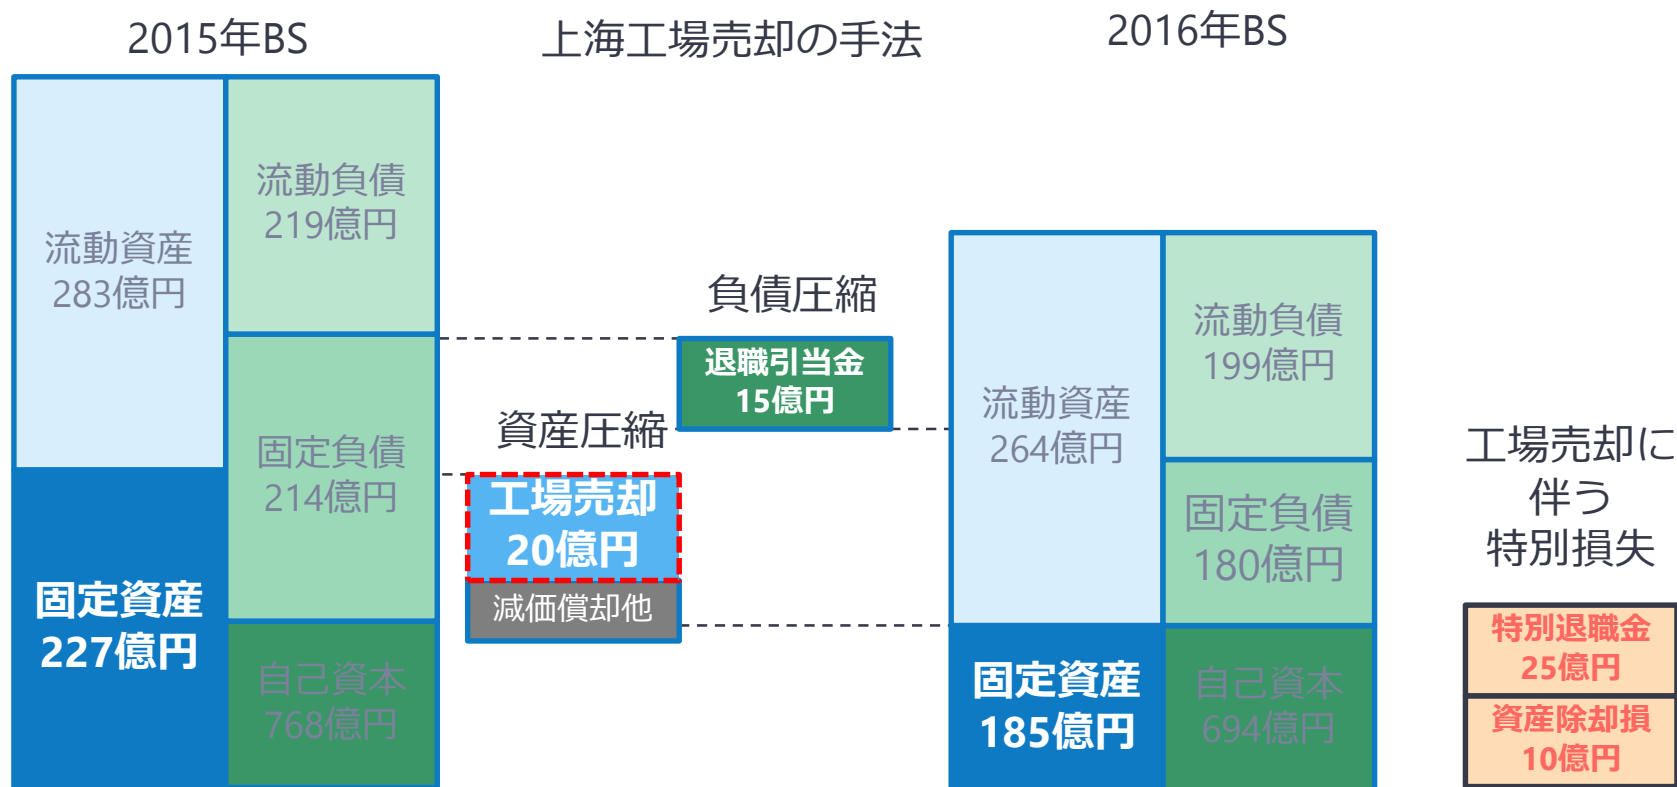 2015年BS
上海工場売却の手法
2016年BS
流動資産
283億円
固定資産
227億円
流動負債
219億円
固定負債
214億円
自己資本
768億円
負債圧縮
退職引当金
15億円
資産圧縮
工場売却
20億円
減価償却他
流動資産
264億円
固定資産
185億円
流動負債
199億円
固定負債
180億円
自己資本
694億円
工場売却に
伴う
特別損失
特別退職金
25億円
資産除却損
10億円